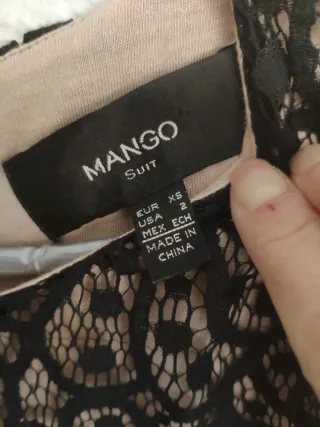 MANGO
SUIT
EUR XS
USA 2
MEX ECH
MADE IN
CHINA